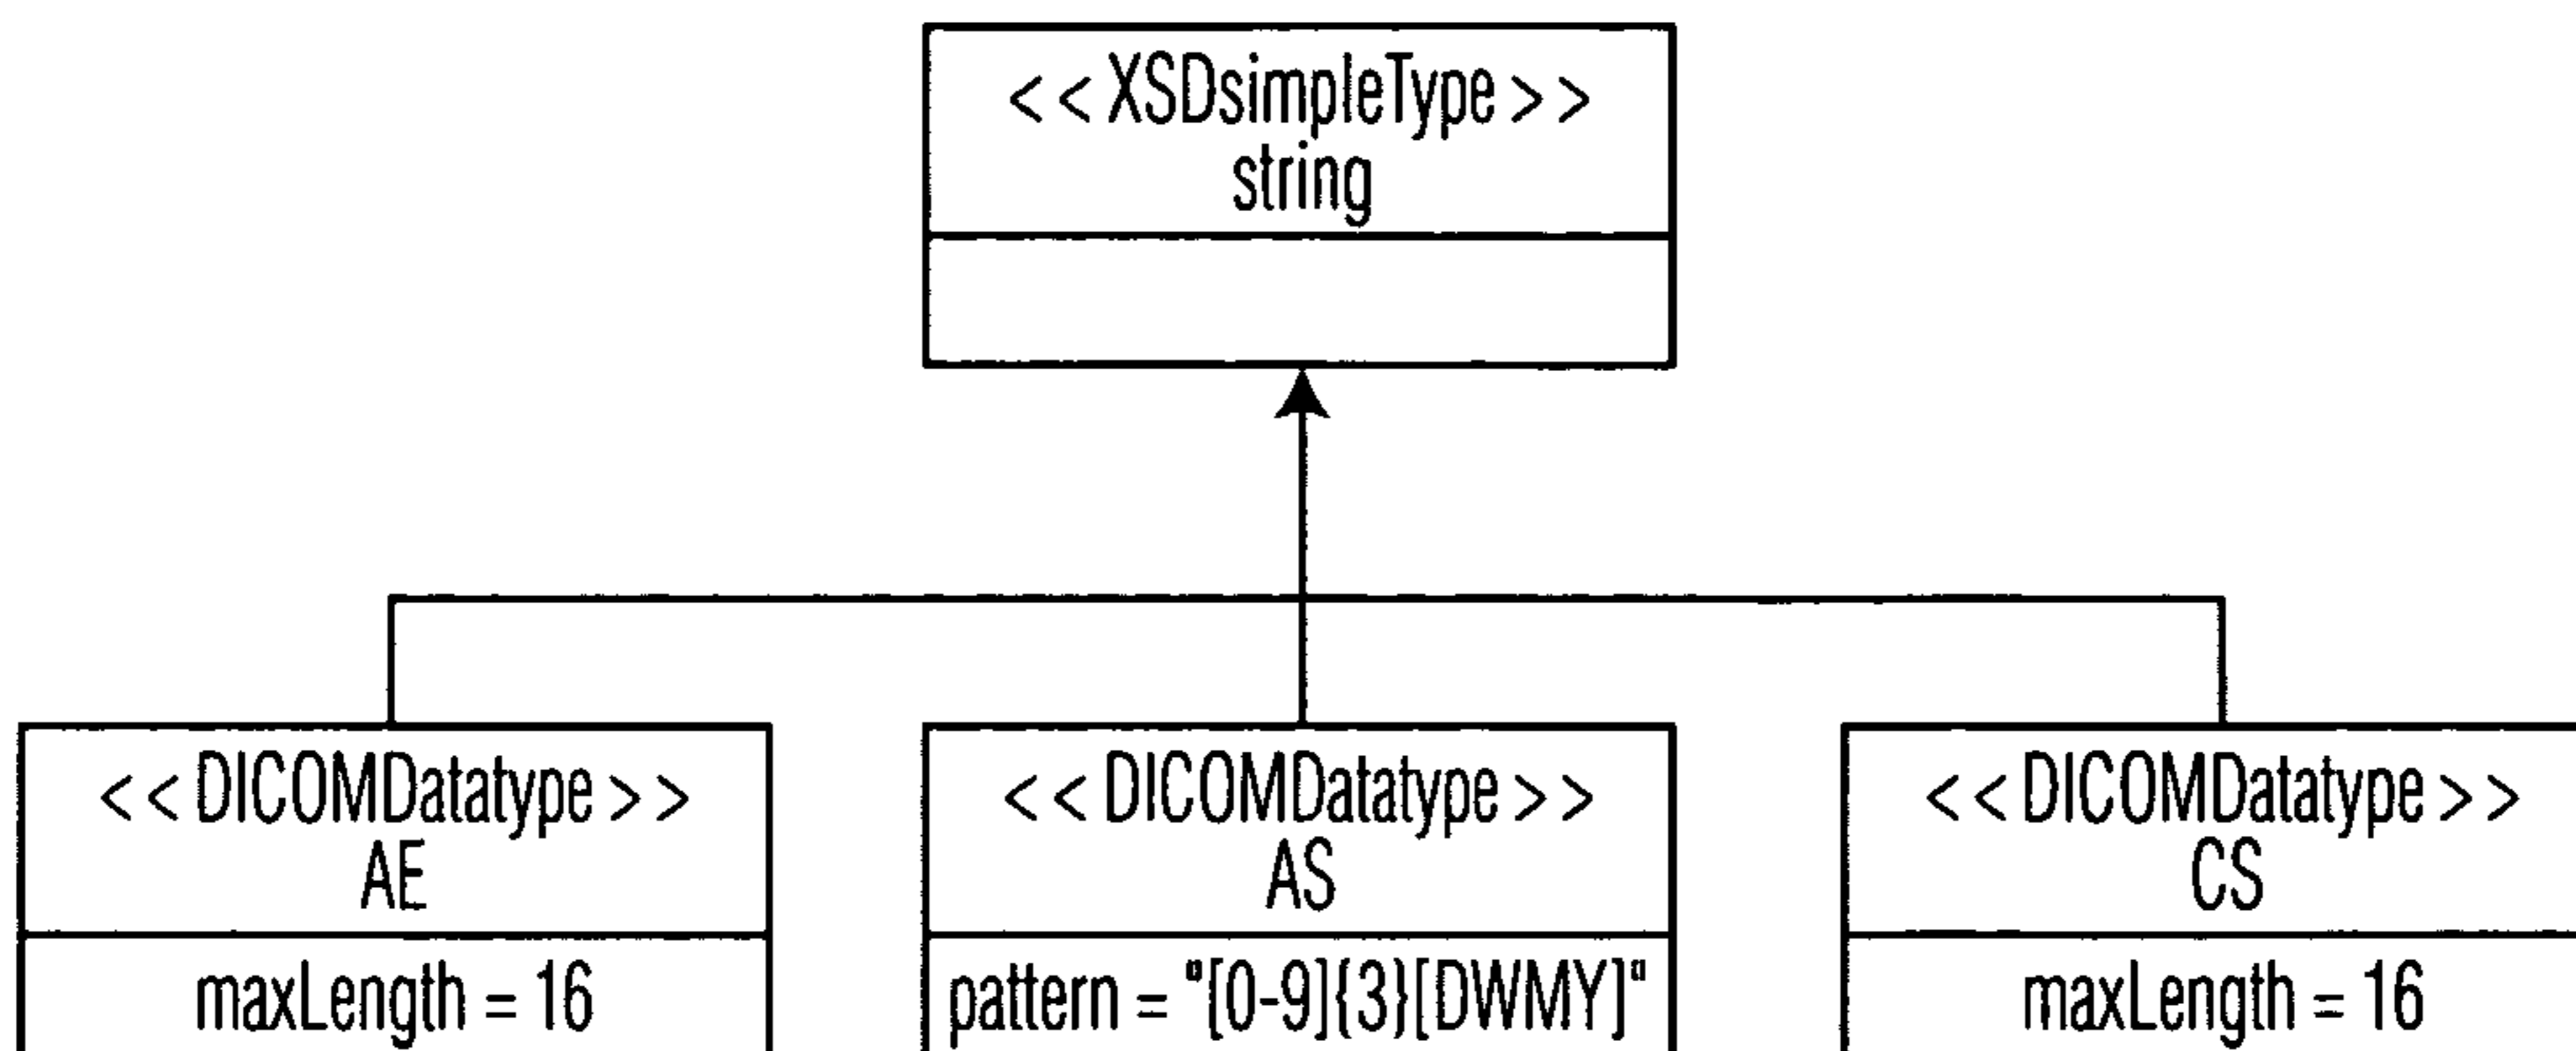 <<XSDsimpleType>>
string
<<DICOMDatatype>>
AE
maxLength = 16
<<DICOMDatatype>>
AS
pattern = "[0-9]{3}[DWMY]"
<<DICOMDatatype>>
CS
maxLength = 16